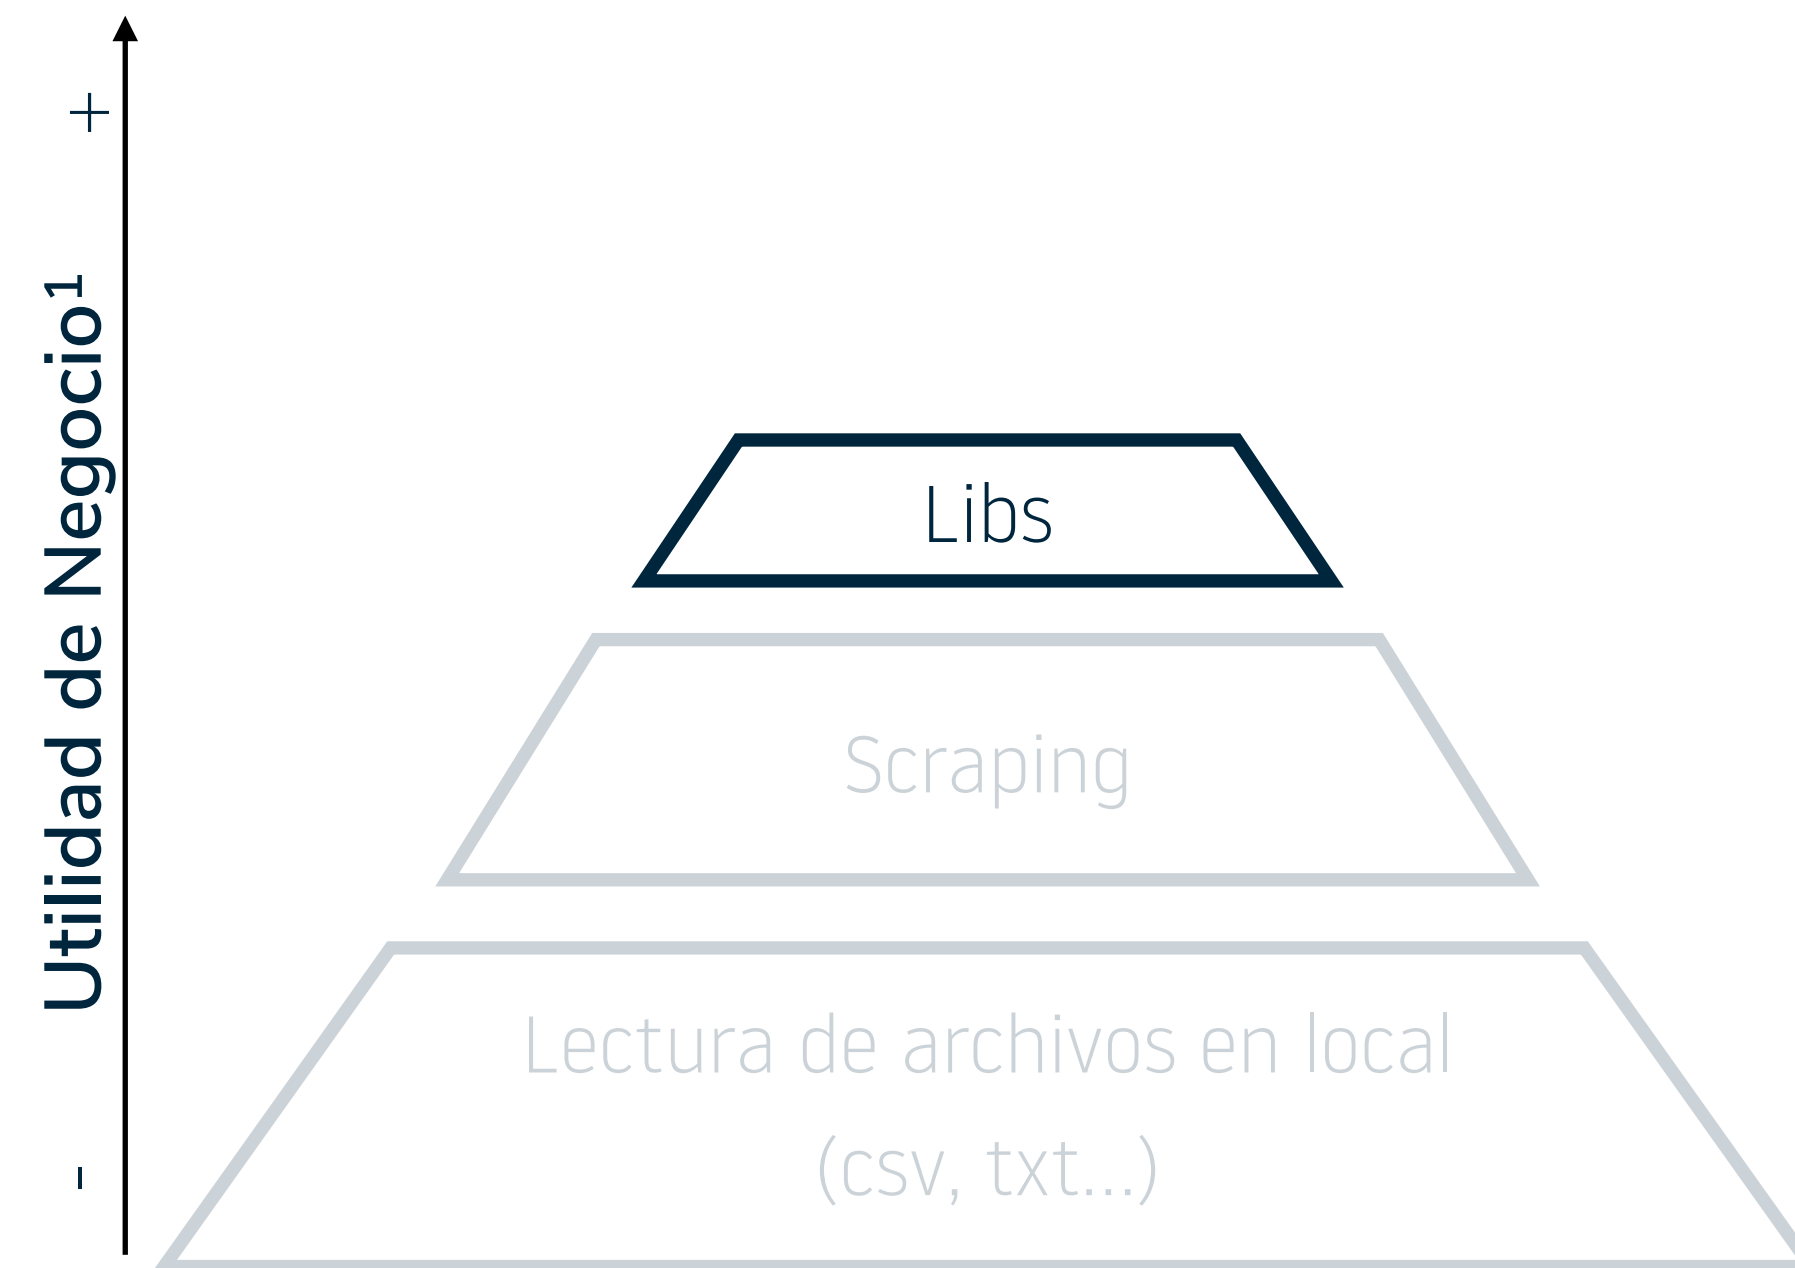 +
Utilidad de Negocio¹
-
Libs
Scraping
Lectura de archivos en local
(csv, txt...)